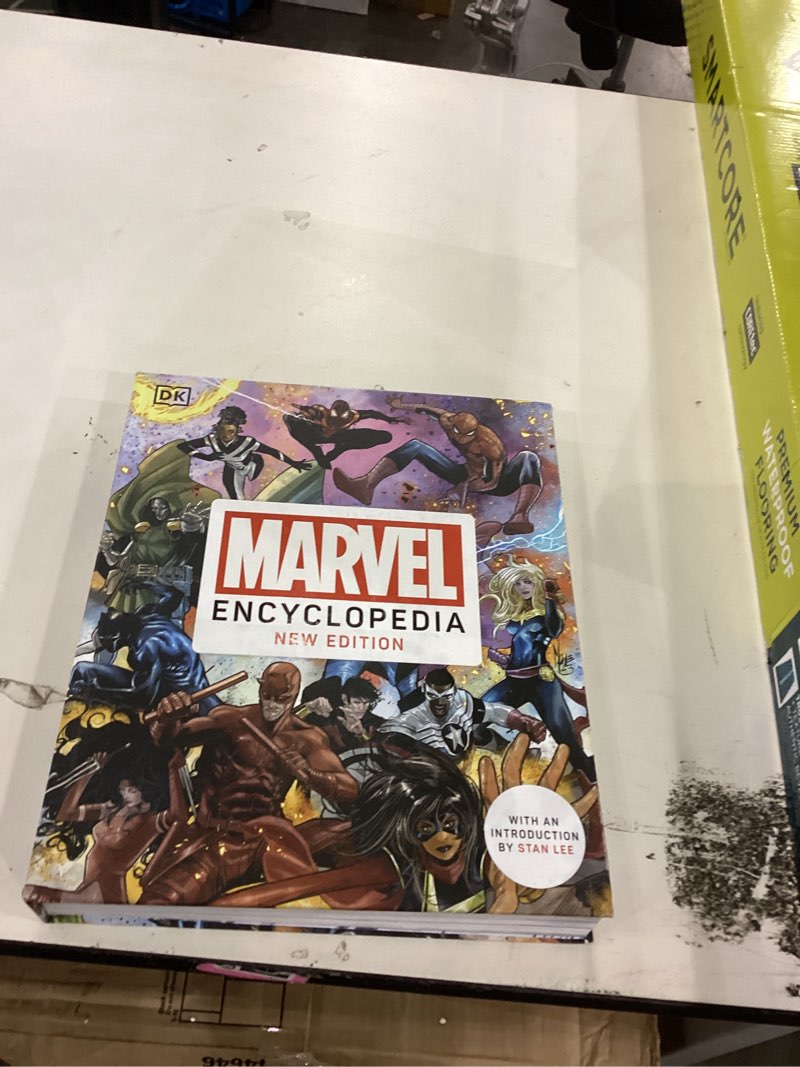 DK
MARVEL
ENCYCLOPEDIA
NEW EDITION
WITH AN
INTRODUCTION
BY STAN LEE
SMARTCORE
PREMIUM
WATERPROOF
FLOORING